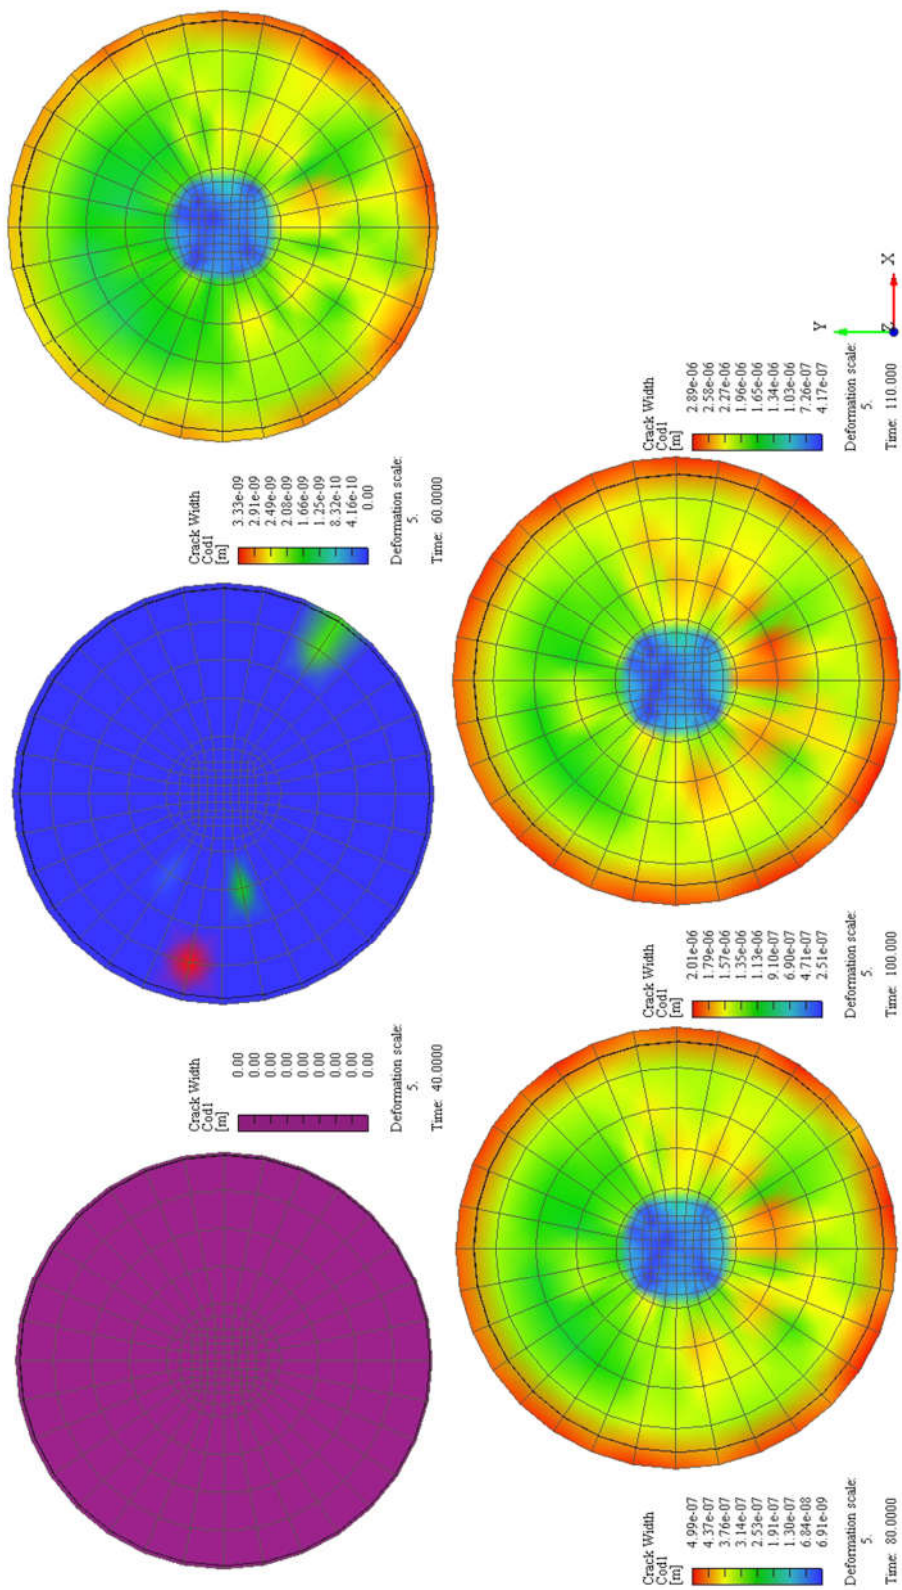 Crack Width
Cod1
[m]
3.33e-09
2.91e-09
2.49e-09
2.08e-09
1.66e-09
1.25e-09
8.32e-10
4.16e-10
0.00
Deformation scale:
5.
Time: 60.0000
Crack Width
Cod1
[m]
0.00
0.00
0.00
0.00
0.00
0.00
0.00
0.00
0.00
Deformation scale:
5.
Time: 40.0000
Y
X
Z
Crack Width
Cod1
[m]
2.89e-06
2.58e-06
2.27e-06
1.96e-06
1.65e-06
1.34e-06
1.03e-06
7.26e-07
4.17e-07
Deformation scale:
5.
Time: 110.000
Crack Width
Cod1
[m]
2.01e-06
1.79e-06
1.57e-06
1.35e-06
1.13e-06
9.10e-07
6.90e-07
4.71e-07
2.51e-07
Deformation scale:
5.
Time: 100.000
Crack Width
Cod1
[m]
4.99e-07
4.37e-07
3.76e-07
3.14e-07
2.53e-07
1.91e-07
1.30e-07
6.84e-08
6.91e-09
Deformation scale:
5.
Time: 80.0000